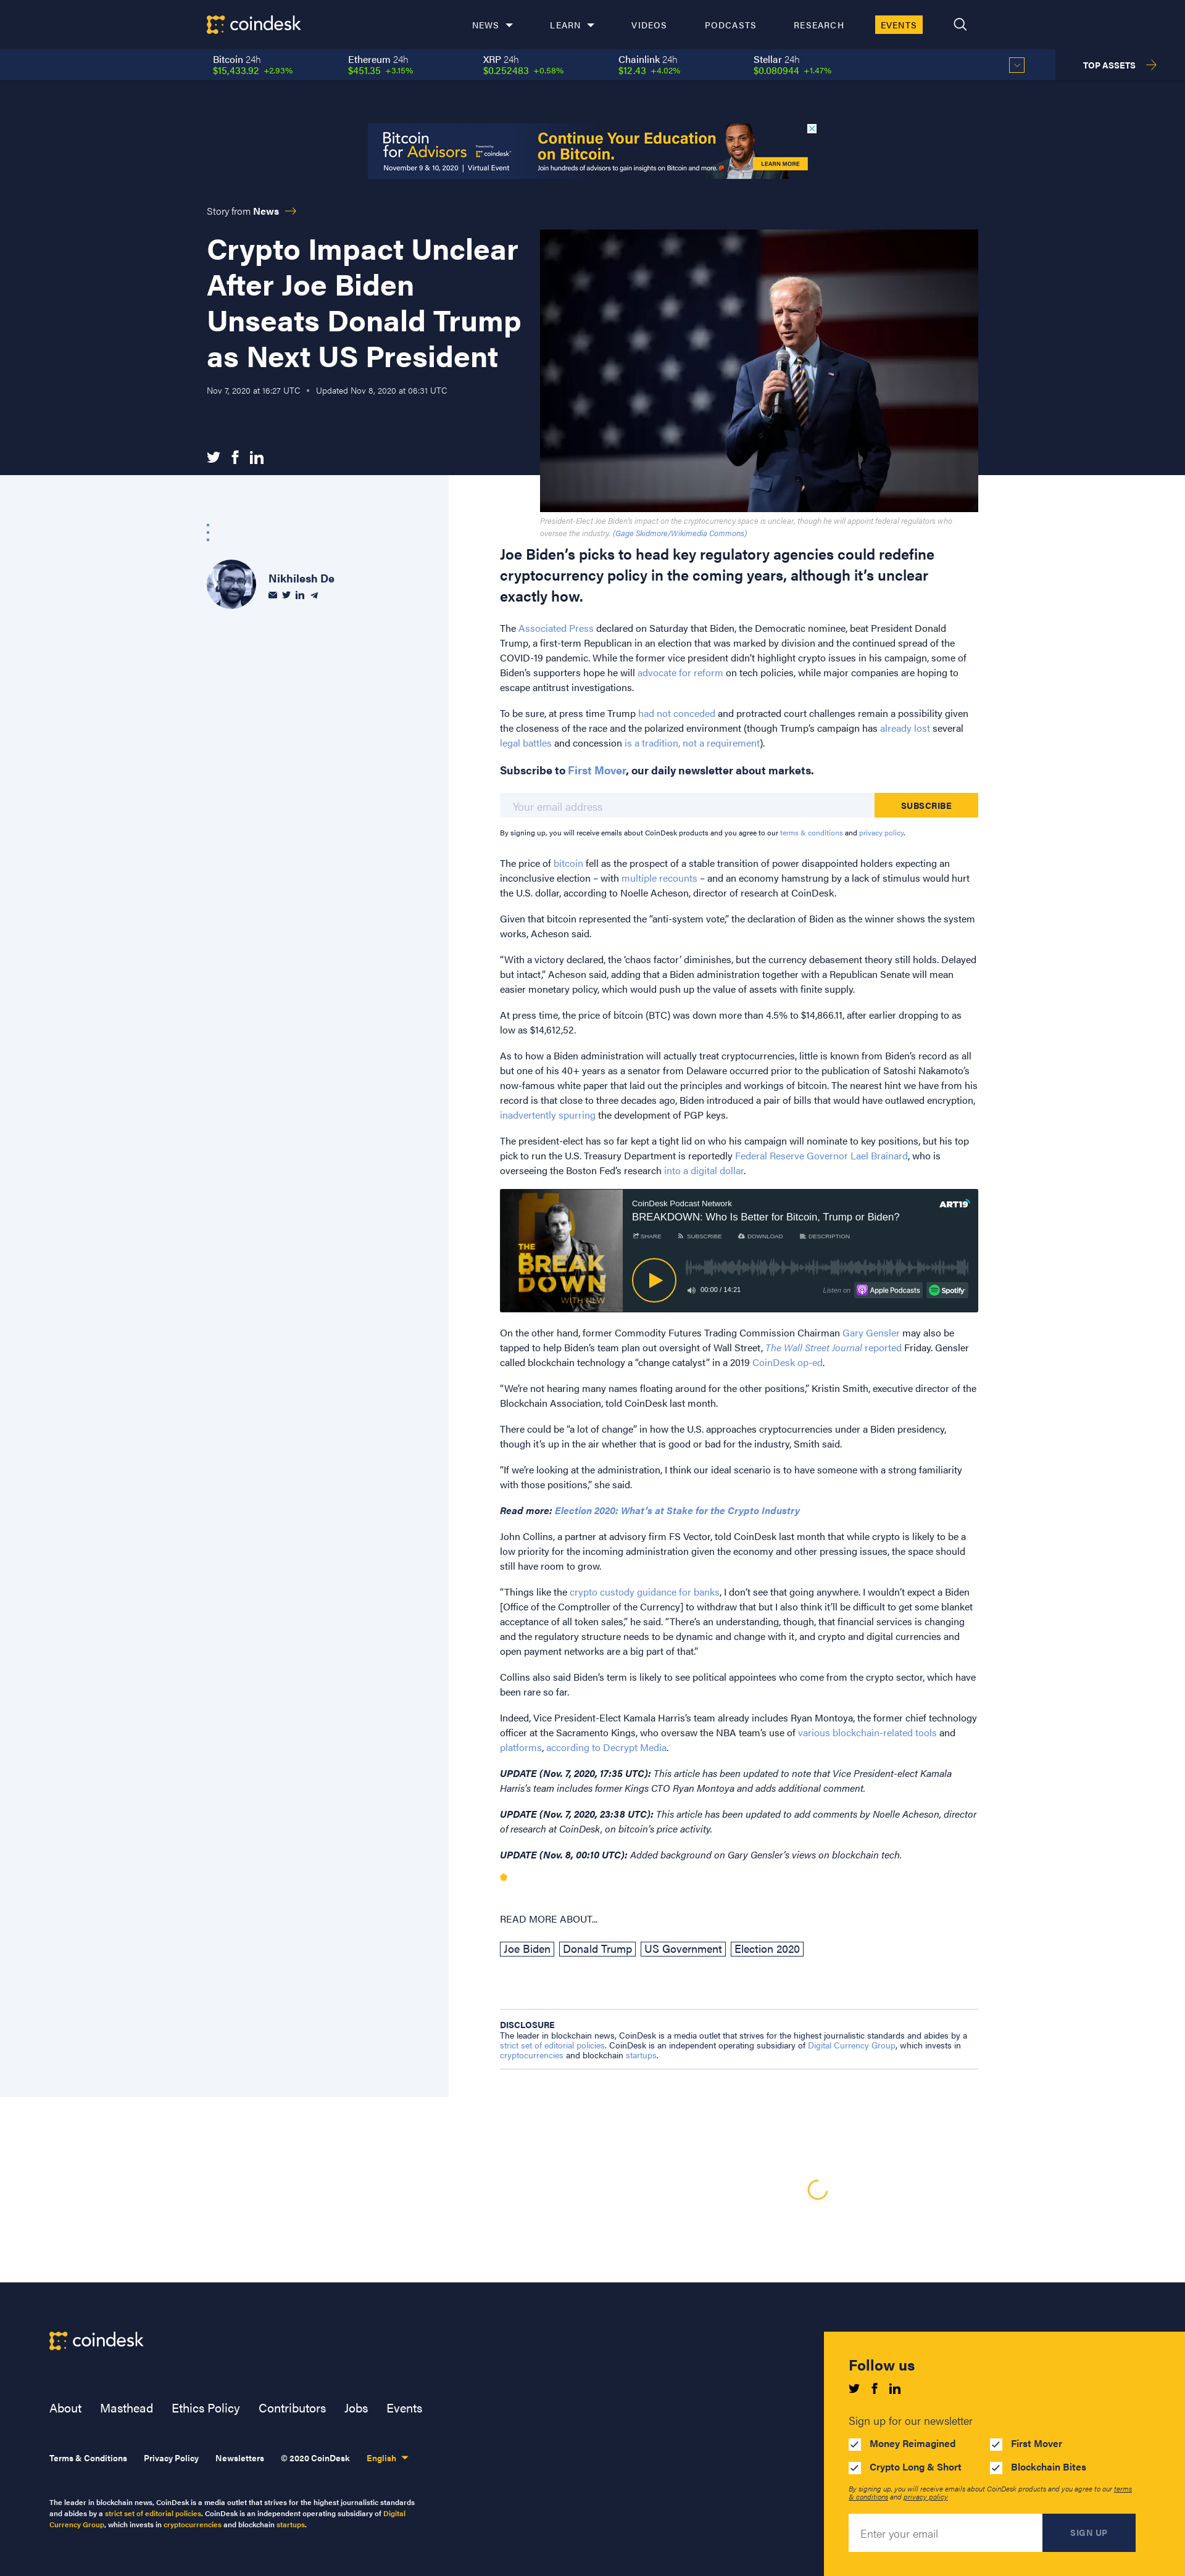 coindesk
NEWS
LEARN
VIDEOS
PODCASTS
RESEARCH
EVENTS
Bitcoin 24h
$15,433.92 +2.93%
Ethereum 24h
$451.35 +3.15%
XRP 24h
$0.252483 +0.58%
Chainlink 24h
$12.43 +4.02%
Stellar 24h
$0.080944 +1.47%
TOP ASSETS
Bitcoin
for Advisors
Presented by
coindesk
November 9 & 10, 2020 | Virtual Event
Continue Your Education
on Bitcoin.
Join hundreds of advisors to gain insights on Bitcoin and more.
LEARN MORE
Story from News
Crypto Impact Unclear
After Joe Biden
Unseats Donald Trump
as Next US President
Nov 7, 2020 at 16:27 UTC • Updated Nov 8, 2020 at 06:31 UTC
President-Elect Joe Biden's impact on the cryptocurrency space is unclear, though he will appoint federal regulators who
oversee the industry. (Gage Skidmore/Wikimedia Commons)
Nikhilesh De
Joe Biden’s picks to head key regulatory agencies could redefine
cryptocurrency policy in the coming years, although it’s unclear
exactly how.
The Associated Press declared on Saturday that Biden, the Democratic nominee, beat President Donald
Trump, a first-term Republican in an election that was marked by division and the continued spread of the
COVID-19 pandemic. While the former vice president didn’t highlight crypto issues in his campaign, some of
Biden’s supporters hope he will advocate for reform on tech policies, while major companies are hoping to
escape antitrust investigations.
To be sure, at press time Trump had not conceded and protracted court challenges remain a possibility given
the closeness of the race and the polarized environment (though Trump’s campaign has already lost several
legal battles and concession is a tradition, not a requirement).
Subscribe to First Mover, our daily newsletter about markets.
Your email address
SUBSCRIBE
By signing up, you will receive emails about CoinDesk products and you agree to our terms & conditions and privacy policy.
The price of bitcoin fell as the prospect of a stable transition of power disappointed holders expecting an
inconclusive election – with multiple recounts – and an economy hamstrung by a lack of stimulus would hurt
the U.S. dollar, according to Noelle Acheson, director of research at CoinDesk.
Given that bitcoin represented the “anti-system vote,” the declaration of Biden as the winner shows the system
works, Acheson said.
“With a victory declared, the ‘chaos factor’ diminishes, but the currency debasement theory still holds. Delayed
but intact,” Acheson said, adding that a Biden administration together with a Republican Senate will mean
easier monetary policy, which would push up the value of assets with finite supply.
At press time, the price of bitcoin (BTC) was down more than 4.5% to $14,866.11, after earlier dropping to as
low as $14,612,52.
As to how a Biden administration will actually treat cryptocurrencies, little is known from Biden’s record as all
but one of his 40+ years as a senator from Delaware occurred prior to the publication of Satoshi Nakamoto’s
now-famous white paper that laid out the principles and workings of bitcoin. The nearest hint we have from his
record is that close to three decades ago, Biden introduced a pair of bills that would have outlawed encryption,
inadvertently spurring the development of PGP keys.
The president-elect has so far kept a tight lid on who his campaign will nominate to key positions, but his top
pick to run the U.S. Treasury Department is reportedly Federal Reserve Governor Lael Brainard, who is
overseeing the Boston Fed’s research into a digital dollar.
THE
BREAK
DOWN
WITH NLW
CoinDesk Podcast Network
ART19
BREAKDOWN: Who Is Better for Bitcoin, Trump or Biden?
SHARE
SUBSCRIBE
DOWNLOAD
DESCRIPTION
00:00 / 14:21
Listen on
Apple Podcasts
Spotify
On the other hand, former Commodity Futures Trading Commission Chairman Gary Gensler may also be
tapped to help Biden’s team plan out oversight of Wall Street, The Wall Street Journal reported Friday. Gensler
called blockchain technology a “change catalyst” in a 2019 CoinDesk op-ed.
“We’re not hearing many names floating around for the other positions,” Kristin Smith, executive director of the
Blockchain Association, told CoinDesk last month.
There could be “a lot of change” in how the U.S. approaches cryptocurrencies under a Biden presidency,
though it’s up in the air whether that is good or bad for the industry, Smith said.
“If we’re looking at the administration, I think our ideal scenario is to have someone with a strong familiarity
with those positions,” she said.
Read more: Election 2020: What’s at Stake for the Crypto Industry
John Collins, a partner at advisory firm FS Vector, told CoinDesk last month that while crypto is likely to be a
low priority for the incoming administration given the economy and other pressing issues, the space should
still have room to grow.
“Things like the crypto custody guidance for banks, I don’t see that going anywhere. I wouldn’t expect a Biden
[Office of the Comptroller of the Currency] to withdraw that but I also think it’ll be difficult to get some blanket
acceptance of all token sales,” he said. “There’s an understanding, though, that financial services is changing
and the regulatory structure needs to be dynamic and change with it, and crypto and digital currencies and
open payment networks are a big part of that.”
Collins also said Biden’s term is likely to see political appointees who come from the crypto sector, which have
been rare so far.
Indeed, Vice President-Elect Kamala Harris’s team already includes Ryan Montoya, the former chief technology
officer at the Sacramento Kings, who oversaw the NBA team’s use of various blockchain-related tools and
platforms, according to Decrypt Media.
UPDATE (Nov. 7, 2020, 17:35 UTC): This article has been updated to note that Vice President-elect Kamala
Harris’s team includes former Kings CTO Ryan Montoya and adds additional comment.
UPDATE (Nov. 7, 2020, 23:38 UTC): This article has been updated to add comments by Noelle Acheson, director
of research at CoinDesk, on bitcoin’s price activity.
UPDATE (Nov. 8, 00:10 UTC): Added background on Gary Gensler’s views on blockchain tech.
READ MORE ABOUT...
Joe Biden
Donald Trump
US Government
Election 2020
DISCLOSURE
The leader in blockchain news, CoinDesk is a media outlet that strives for the highest journalistic standards and abides by a
strict set of editorial policies. CoinDesk is an independent operating subsidiary of Digital Currency Group, which invests in
cryptocurrencies and blockchain startups.
coindesk
About
Masthead
Ethics Policy
Contributors
Jobs
Events
Terms & Conditions
Privacy Policy
Newsletters
© 2020 CoinDesk
English
The leader in blockchain news, CoinDesk is a media outlet that strives for the highest journalistic standards
and abides by a strict set of editorial policies. CoinDesk is an independent operating subsidiary of Digital
Currency Group, which invests in cryptocurrencies and blockchain startups.
Follow us
Sign up for our newsletter
Money Reimagined
First Mover
Crypto Long & Short
Blockchain Bites
By signing up, you will receive emails about CoinDesk products and you agree to our terms
& conditions and privacy policy
Enter your email
SIGN UP